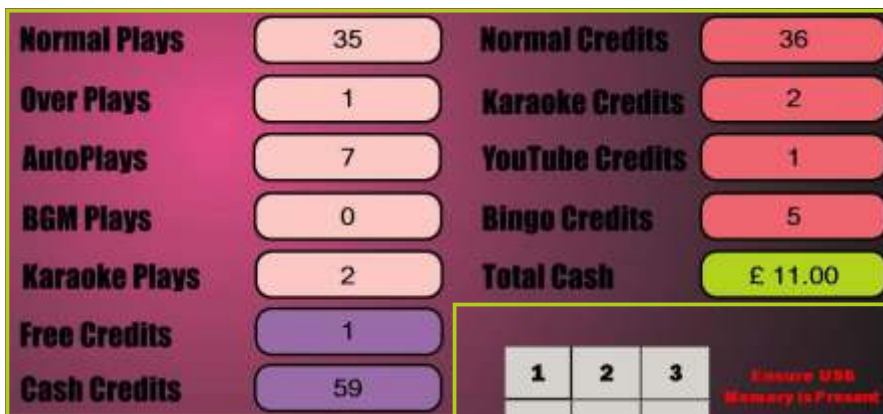 Normal Plays 35
Over Plays 1
AutoPlays 7
BGM Plays 0
Karaoke Plays 2
Free Credits 1
Cash Credits 59
Normal Credits 36
Karaoke Credits 2
YouTube Credits 1
Bingo Credits 5
Total Cash £ 11.00
1 2 3
Ensure USB
Memory is Present